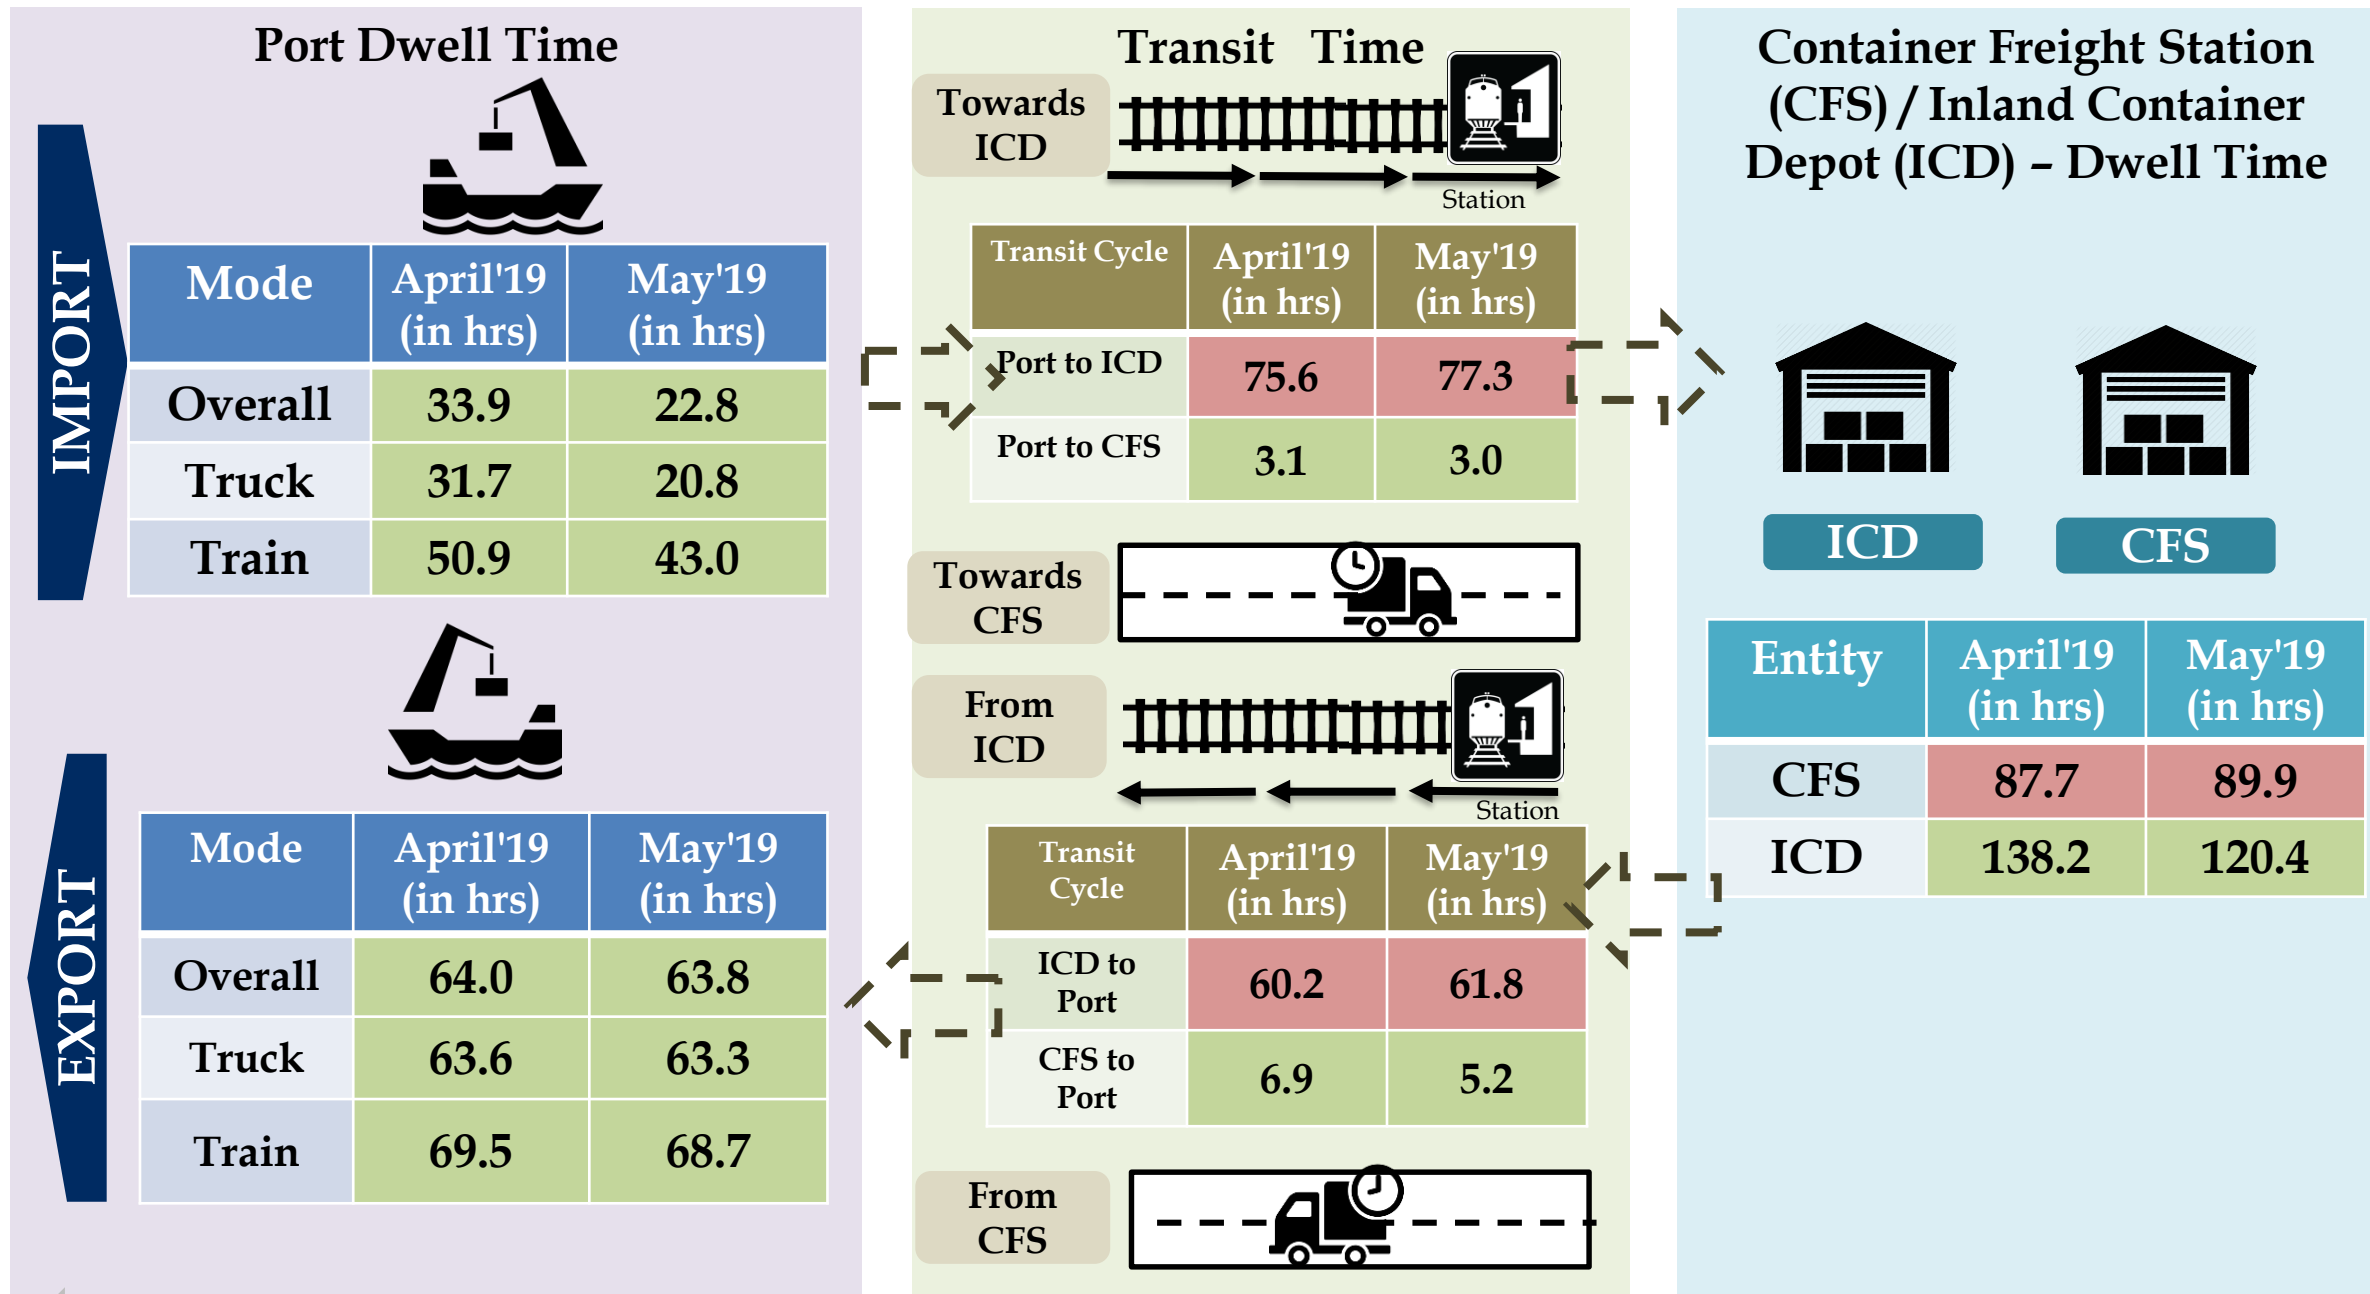 Port Dwell Time
IMPORT
Mode April'19 (in hrs) May'19 (in hrs)
Overall 33.9 22.8
Truck 31.7 20.8
Train 50.9 43.0
EXPORT
Mode April'19 (in hrs) May'19 (in hrs)
Overall 64.0 63.8
Truck 63.6 63.3
Train 69.5 68.7
Transit Time
Towards
ICD
Station
Transit Cycle April'19 (in hrs) May'19 (in hrs)
Port to ICD 75.6 77.3
Port to CFS 3.1 3.0
Towards
CFS
From
ICD
Station
Transit Cycle April'19 (in hrs) May'19 (in hrs)
ICD to Port 60.2 61.8
CFS to Port 6.9 5.2
From
CFS
Container Freight Station
(CFS) / Inland Container
Depot (ICD) – Dwell Time
ICD
CFS
Entity April'19 (in hrs) May'19 (in hrs)
CFS 87.7 89.9
ICD 138.2 120.4